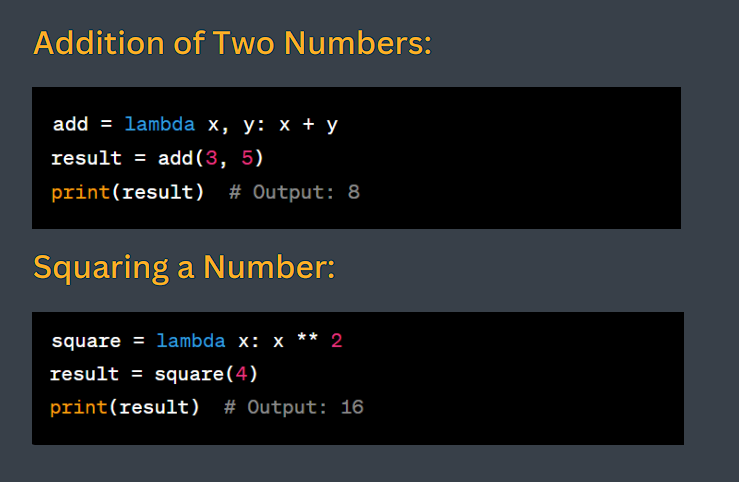 Addition of Two Numbers:
add = lambda x, y: x + y
result = add(3, 5)
print(result)  # Output: 8
Squaring a Number:
square = lambda x: x ** 2
result = square(4)
print(result)  # Output: 16